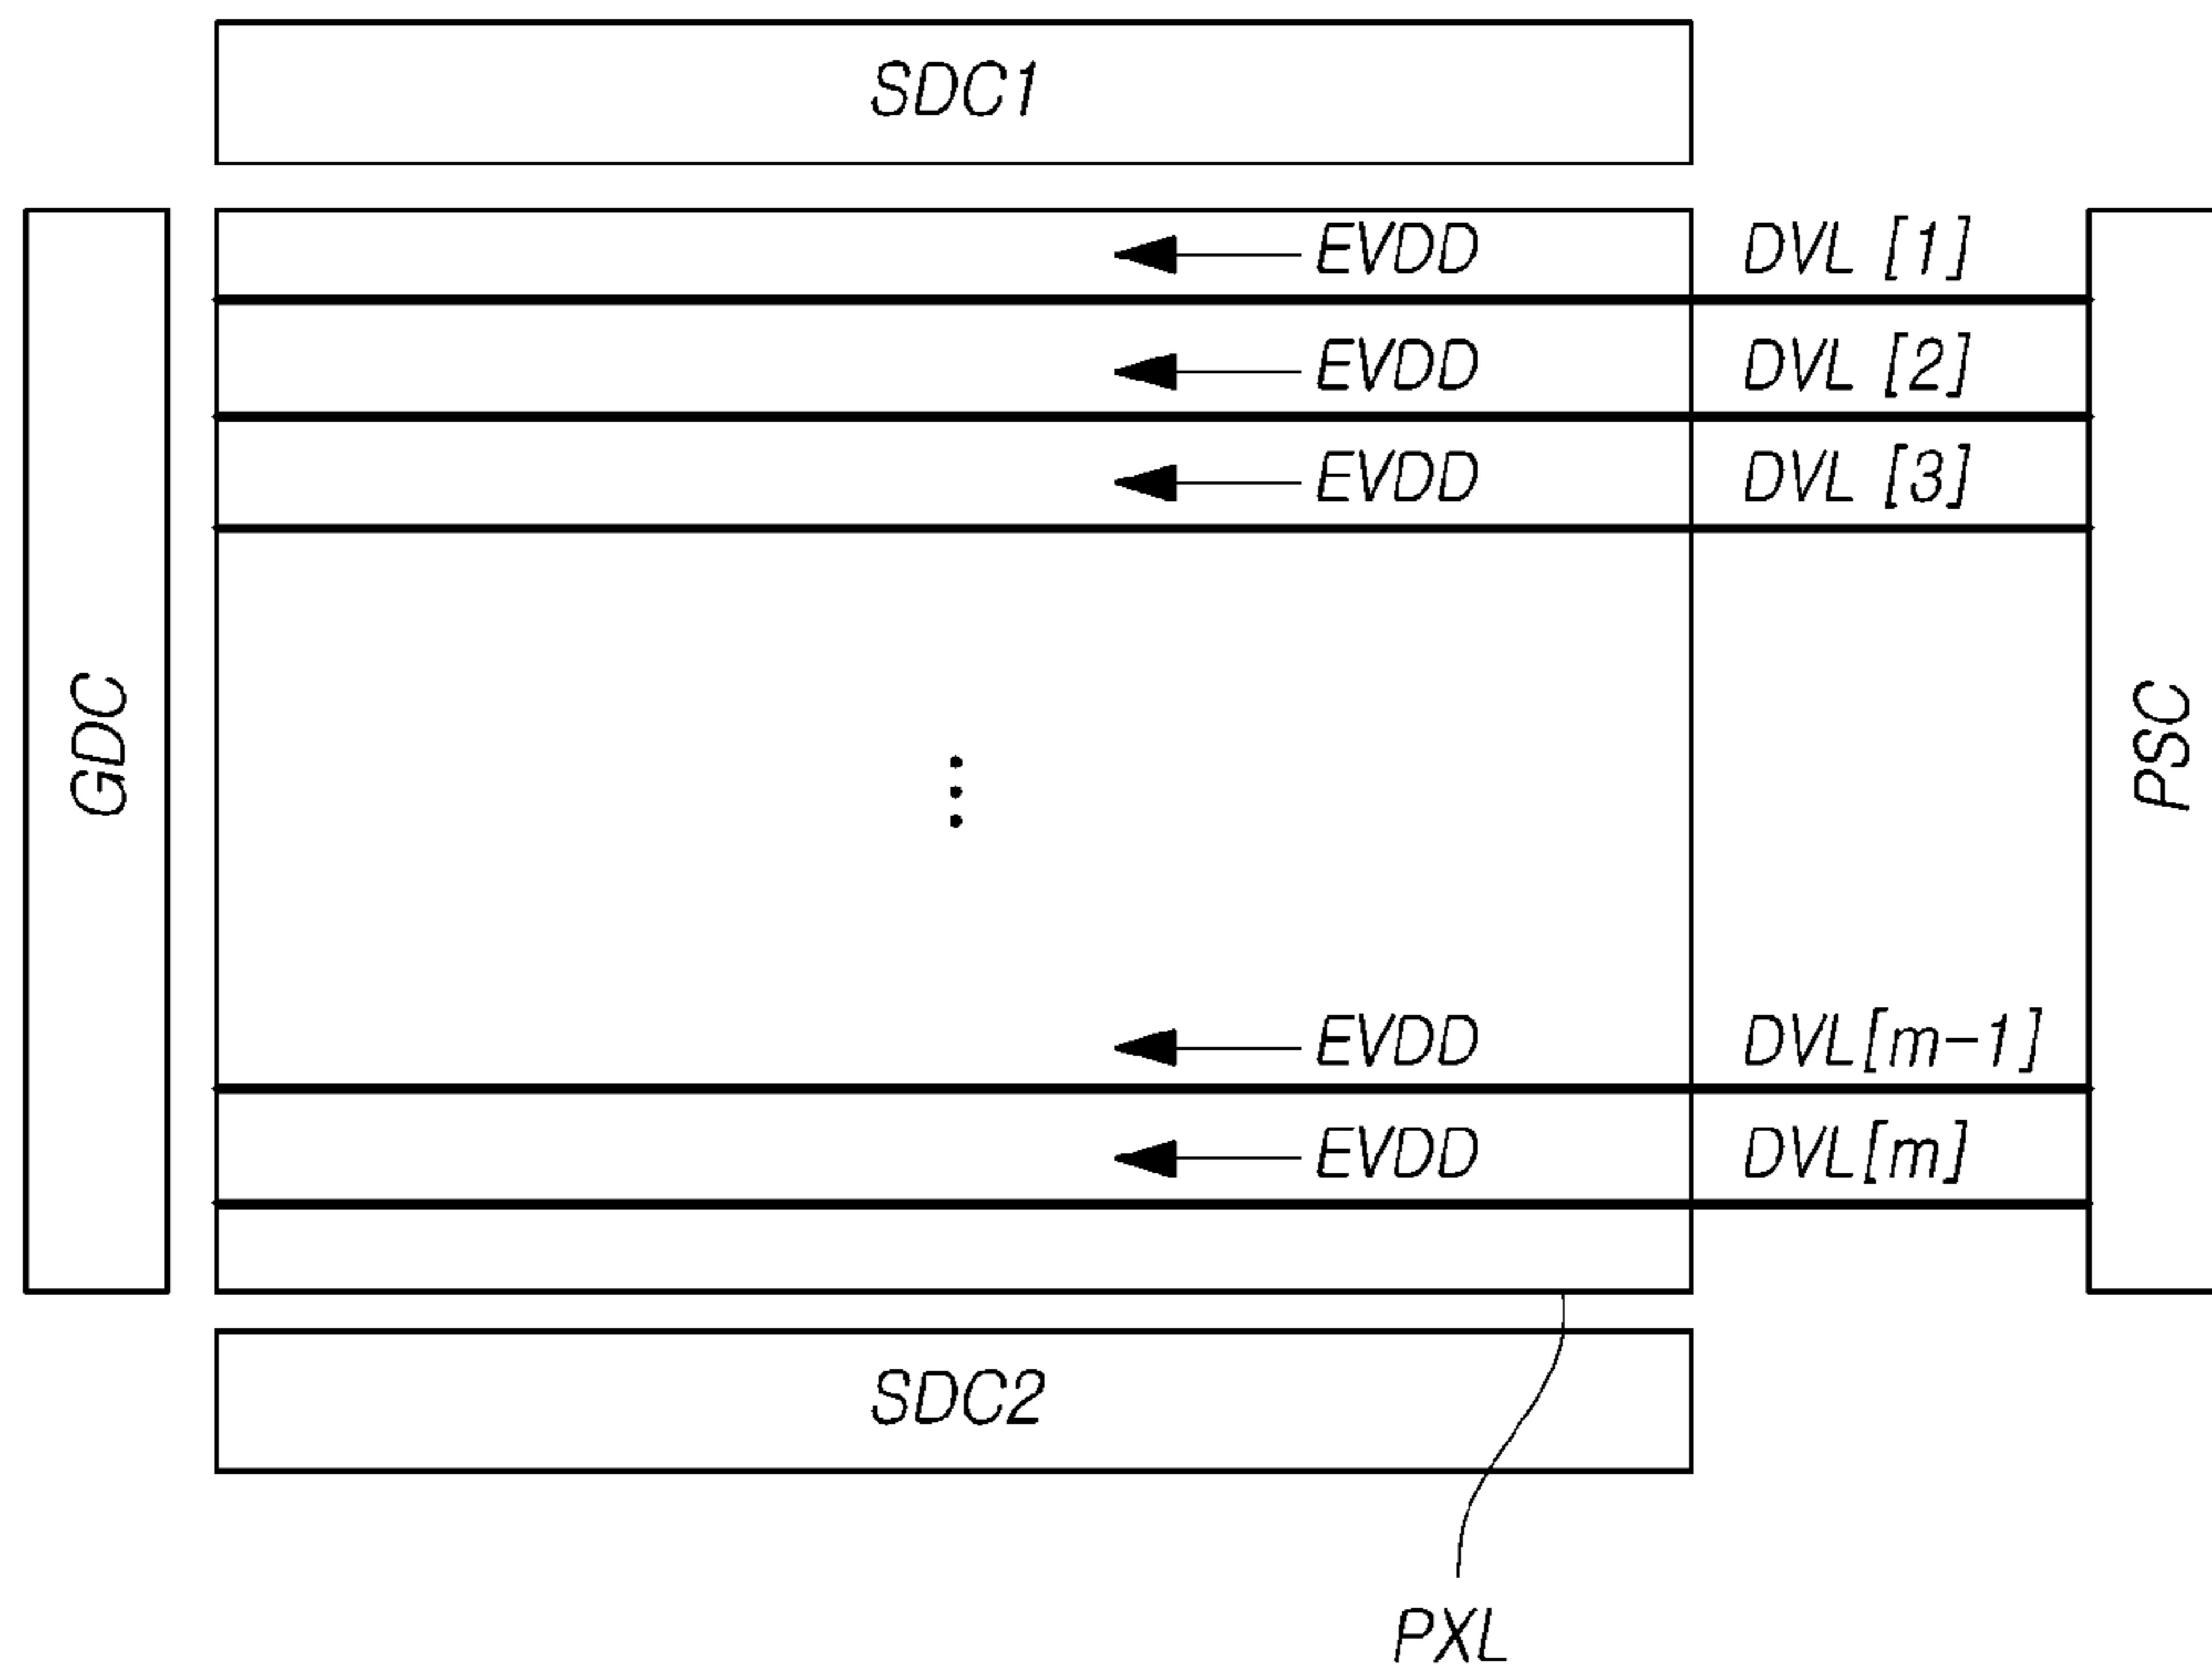 SDC1
EVDD DVL [1]
EVDD DVL [2]
EVDD DVL [3]
GDC
PSC
EVDD DVL[m-1]
EVDD DVL[m]
SDC2
PXL